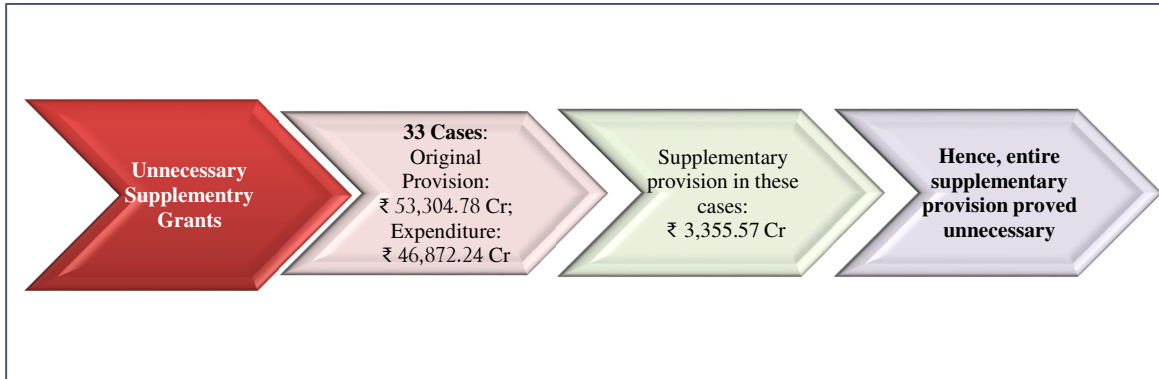 Unnecessary
Supplementry
Grants
33 Cases:
Original
Provision:
₹ 53,304.78 Cr;
Expenditure:
₹ 46,872.24 Cr
Supplementary
provision in these
cases:
₹ 3,355.57 Cr
Hence, entire
supplementary
provision proved
unnecessary